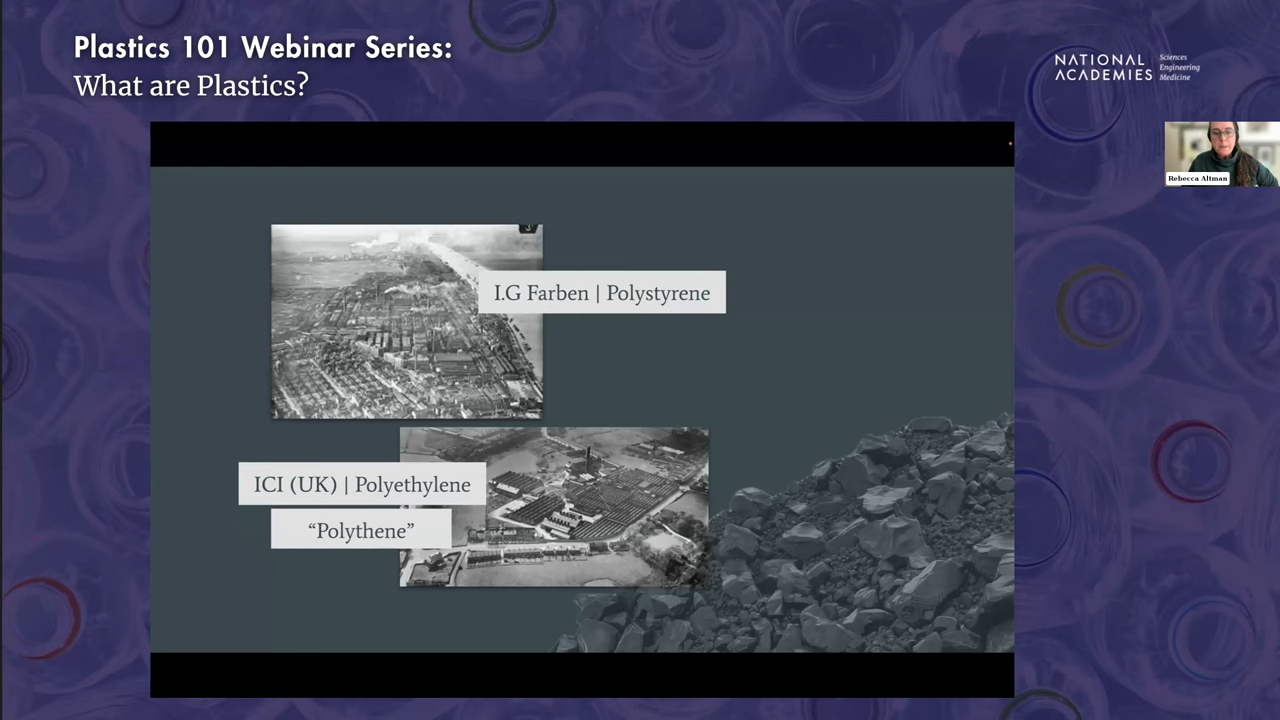 Plastics 101 Webinar Series:
What are Plastics?
NATIONAL
ACADEMIES
Sciences
Engineering
Medicine
Rebecca Altman
I.G Farben | Polystyrene
ICI (UK) | Polyethylene
“Polythene”